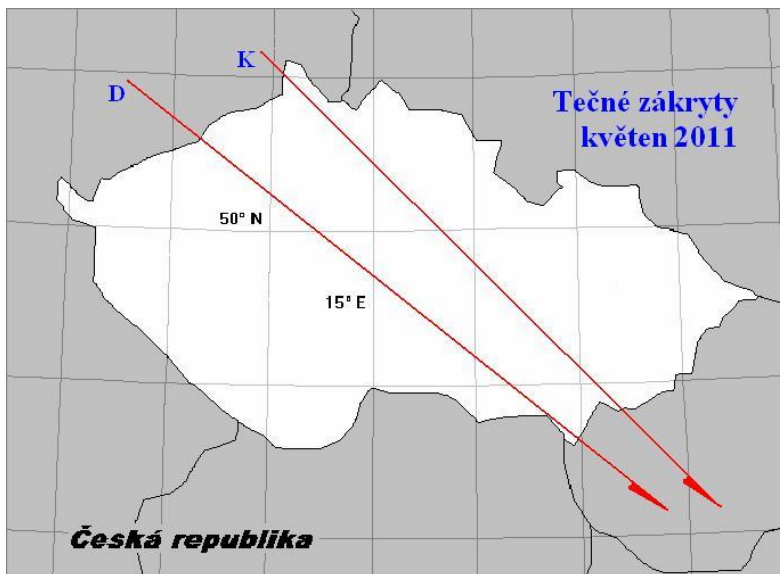 K
D
Tečné zákryty
květen 2011
50° N
15° E
Česká republika